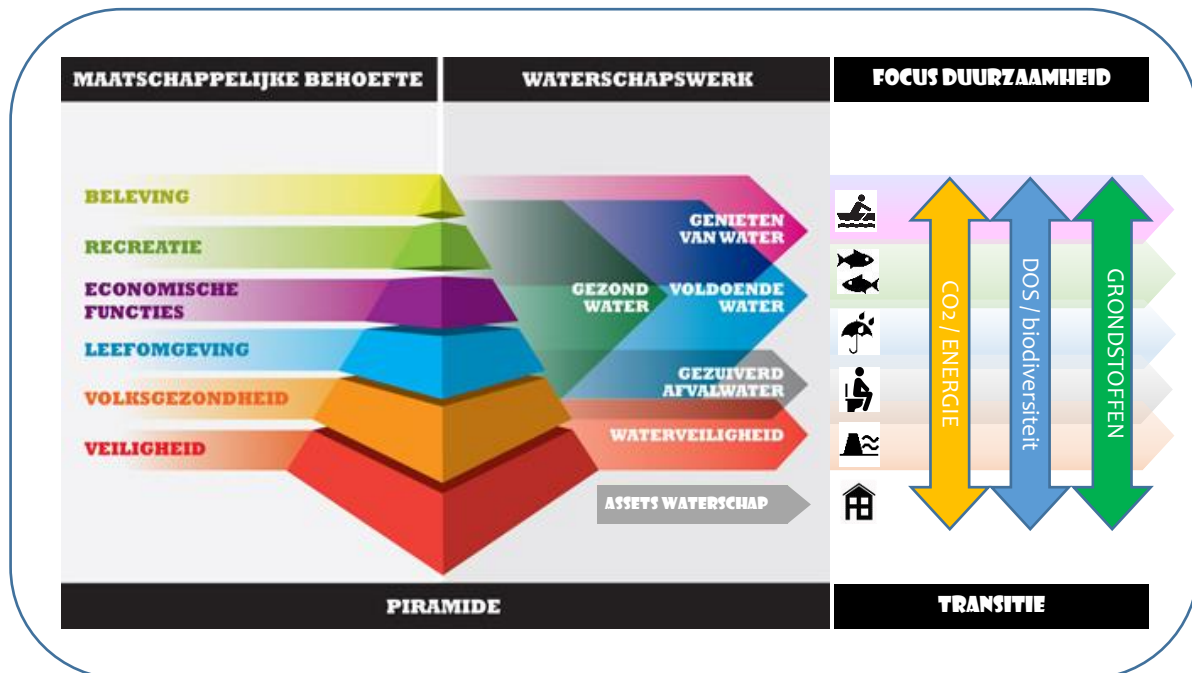 MAATSCHAPPELIJKE BEHOEFTE
WATERSCHAPSWERK
FOCUS DUURZAAMHEID
BELEVING
RECREATIE
ECONOMISCHE
FUNCTIES
LEEFOMGEVING
VOLKSGEZONDHEID
VEILIGHEID
GENIETEN
VAN WATER
GEZOND
WATER
VOLDOENDE
WATER
GEZUIVERD
AFVALWATER
WATERVEILIGHEID
ASSETS WATERSCHAP
CO2 / ENERGIE
DOS / biodiversiteit
GRONDSTOFFEN
PIRAMIDE
TRANSITIE